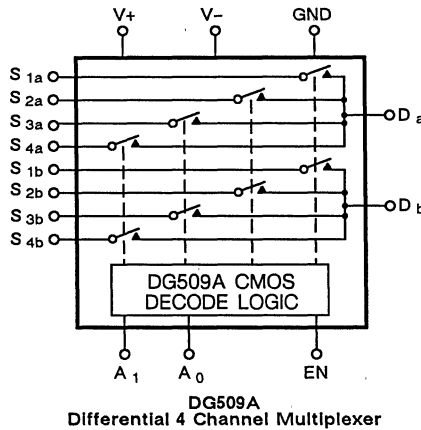 V+ V- GND
S 1a
S 2a
S 3a
D a
S 4a
S 1b
S 2b
D b
S 3b
S 4b
DG509A CMOS
DECODE LOGIC
A 1 A 0 EN
DG509A
Differential 4 Channel Multiplexer